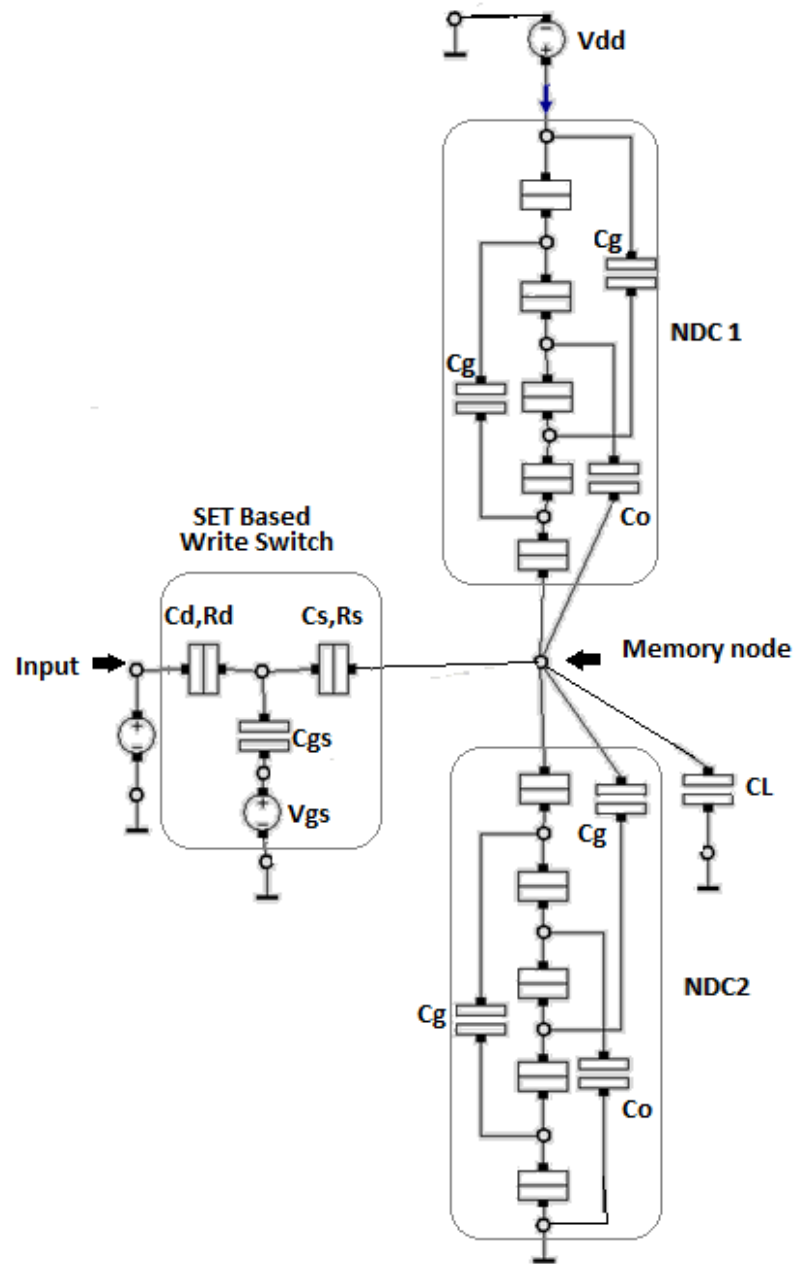 Vdd
Cg
NDC 1
Cg
Co
SET Based
Write Switch
Cd,Rd
Cs,Rs
Input
Memory node
Cgs
Vgs
CL
Cg
NDC2
Cg
Co